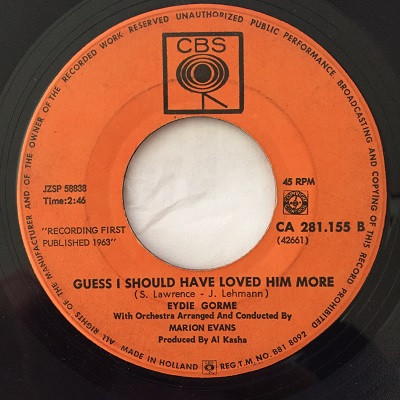 ALL RIGHTS OF THE MANUFACTURER AND OF THE OWNER OF THE RECORDED WORK RESERVED UNAUTHORIZED PUBLIC PERFORMANCE BROADCASTING AND COPYING OF THIS RECORD PROHIBITED
CBS
JZSP 58838
Time:2:46
45 RPM
"RECORDING FIRST
PUBLISHED 1963"
CA 281.155 B
(42661)
GUESS I SHOULD HAVE LOVED HIM MORE
(S. Lawrence - J. Lehmann)
EYDIE GORME
With Orchestra Arranged And Conducted By
MARION EVANS
Produced By Al Kasha
MADE IN HOLLAND
REG T.M. NO. BB1 8092